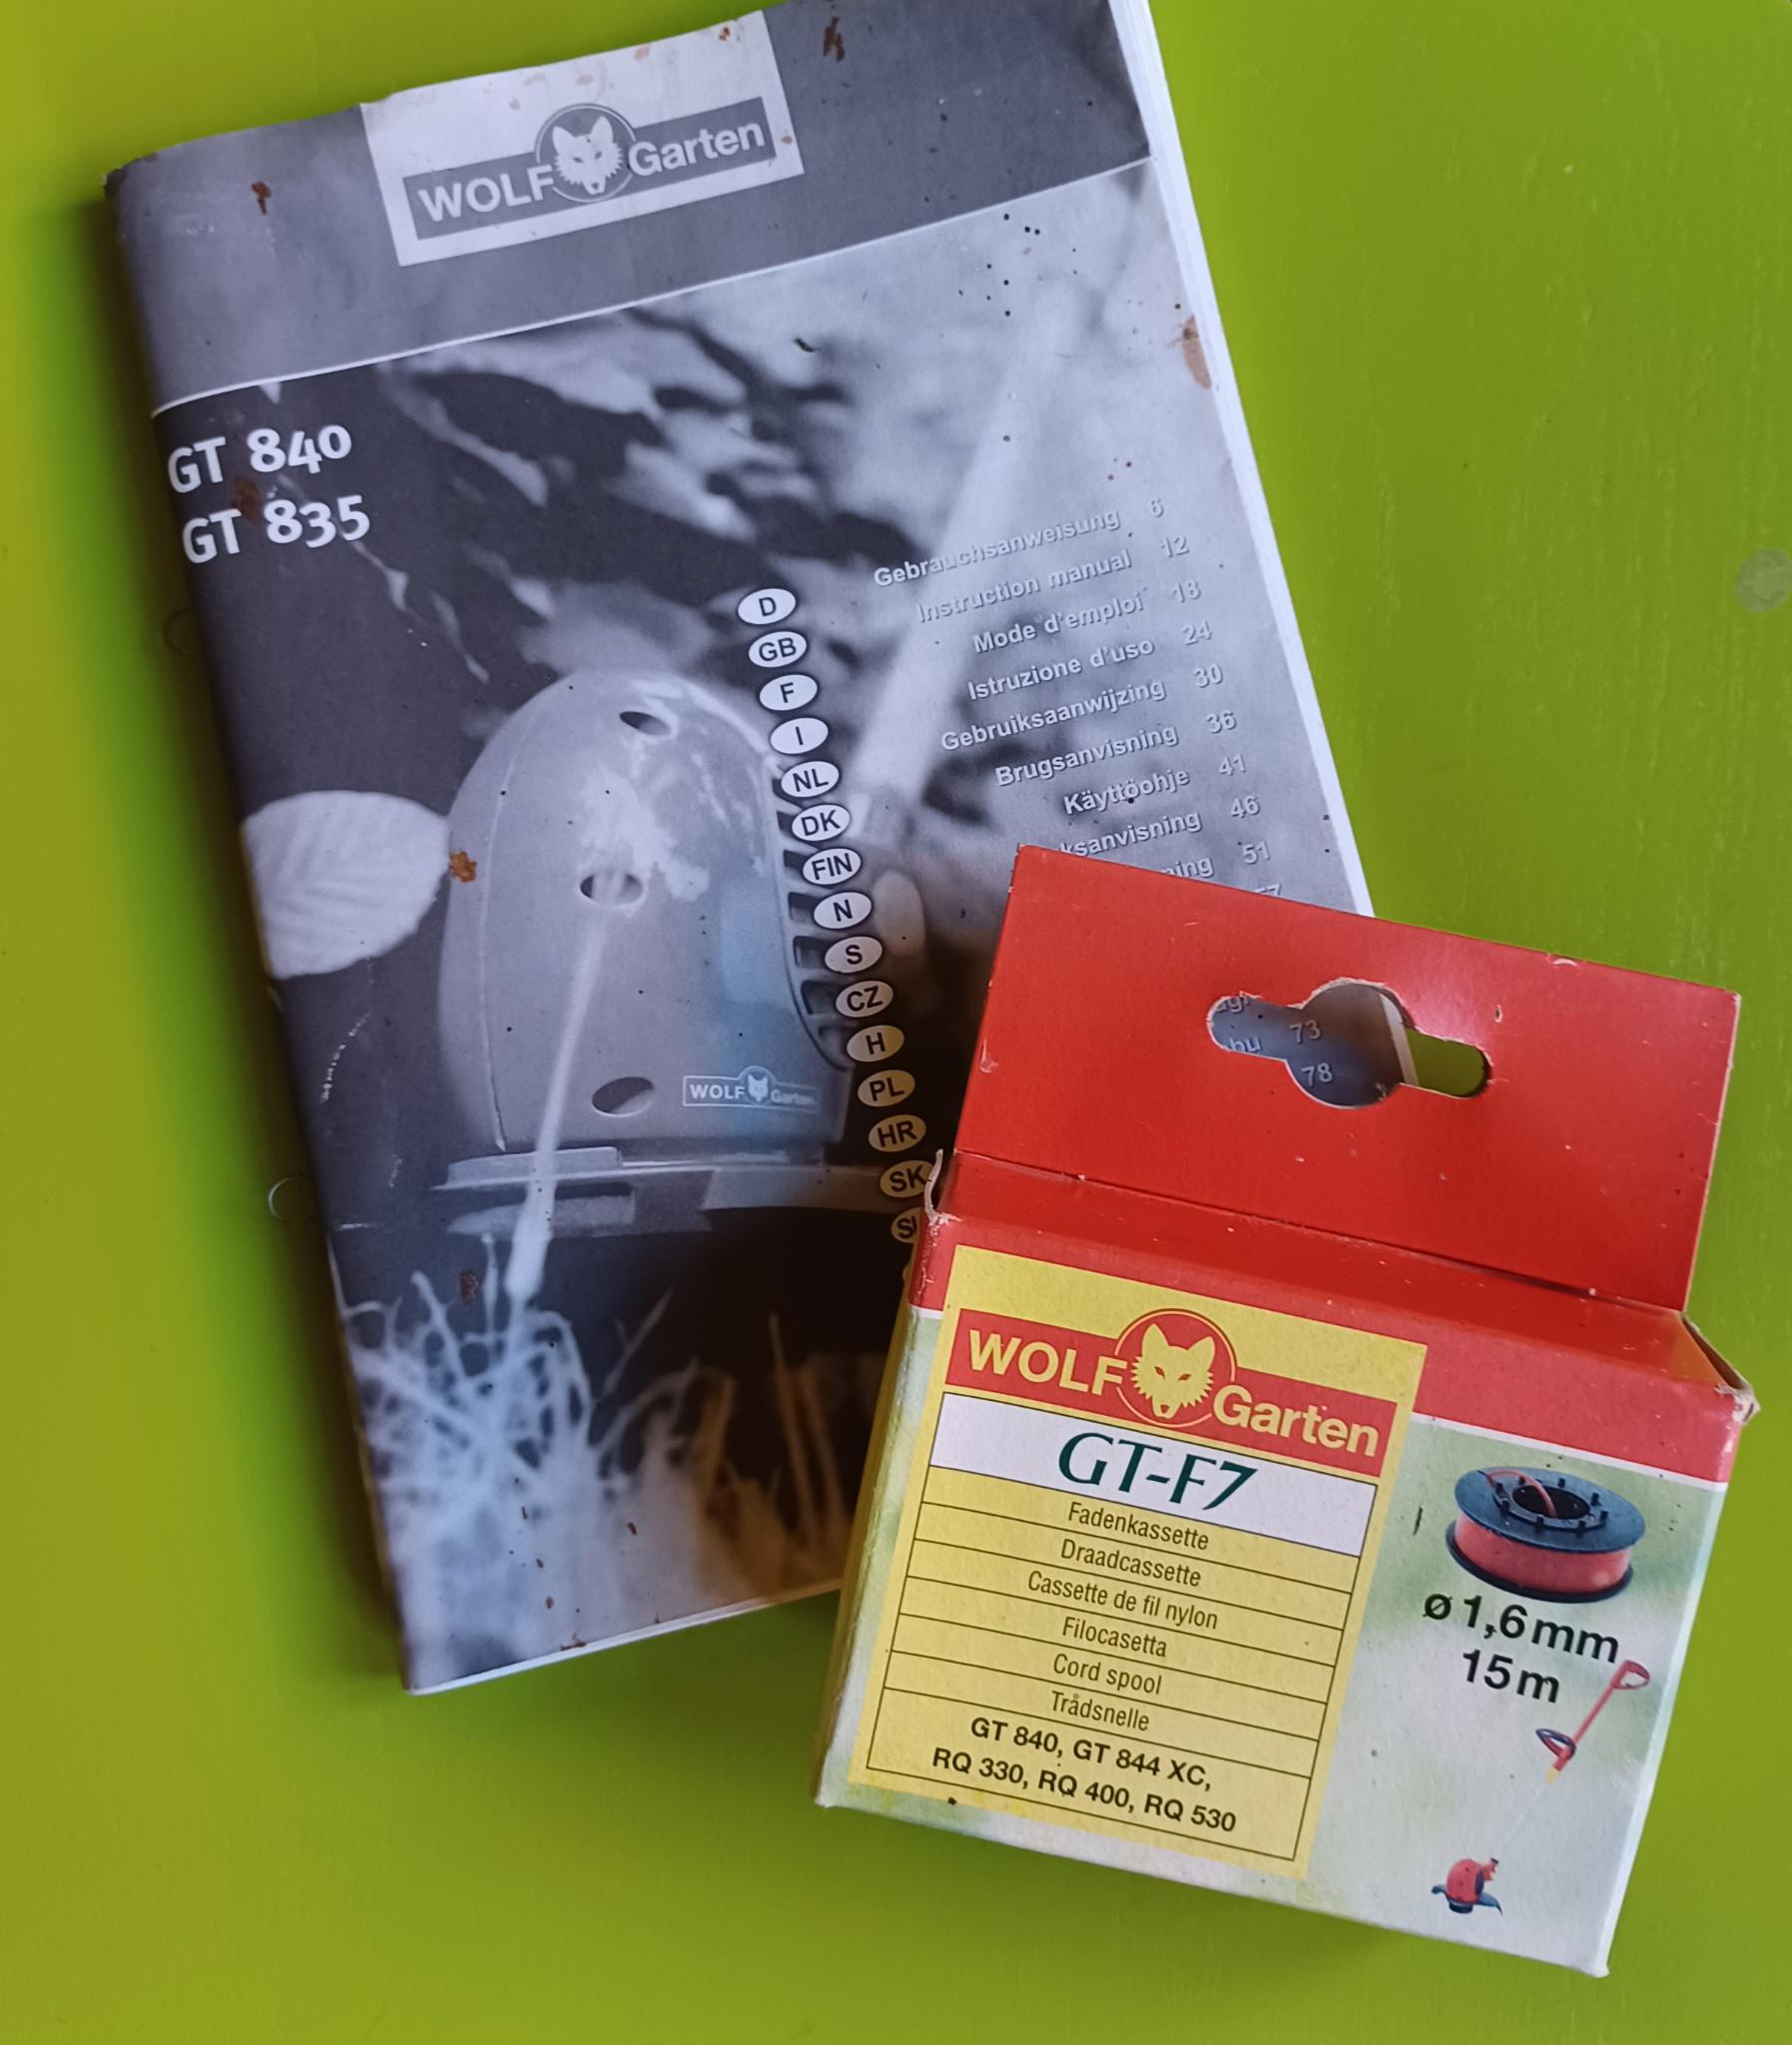 WOLF Garten
GT 840
GT 835
D Gebrauchsanweisung 6
GB Instruction manual 12
F Mode d'emploi 18
I Istruzione d'uso 24
NL Gebruiksaanwijzing 30
DK Brugsanvisning 36
FIN Käyttöohje 41
N 46
S 51
CZ
H
PL
HR
SK
73
78
WOLF Garten
WOLF Garten
GT-F7
Fadenkassette
Draadcassette
Cassette de fil nylon
Filocasetta
Cord spool
Trådsnelle
GT 840, GT 844 XC,
RQ 330, RQ 400, RQ 530
ø 1,6mm
15m